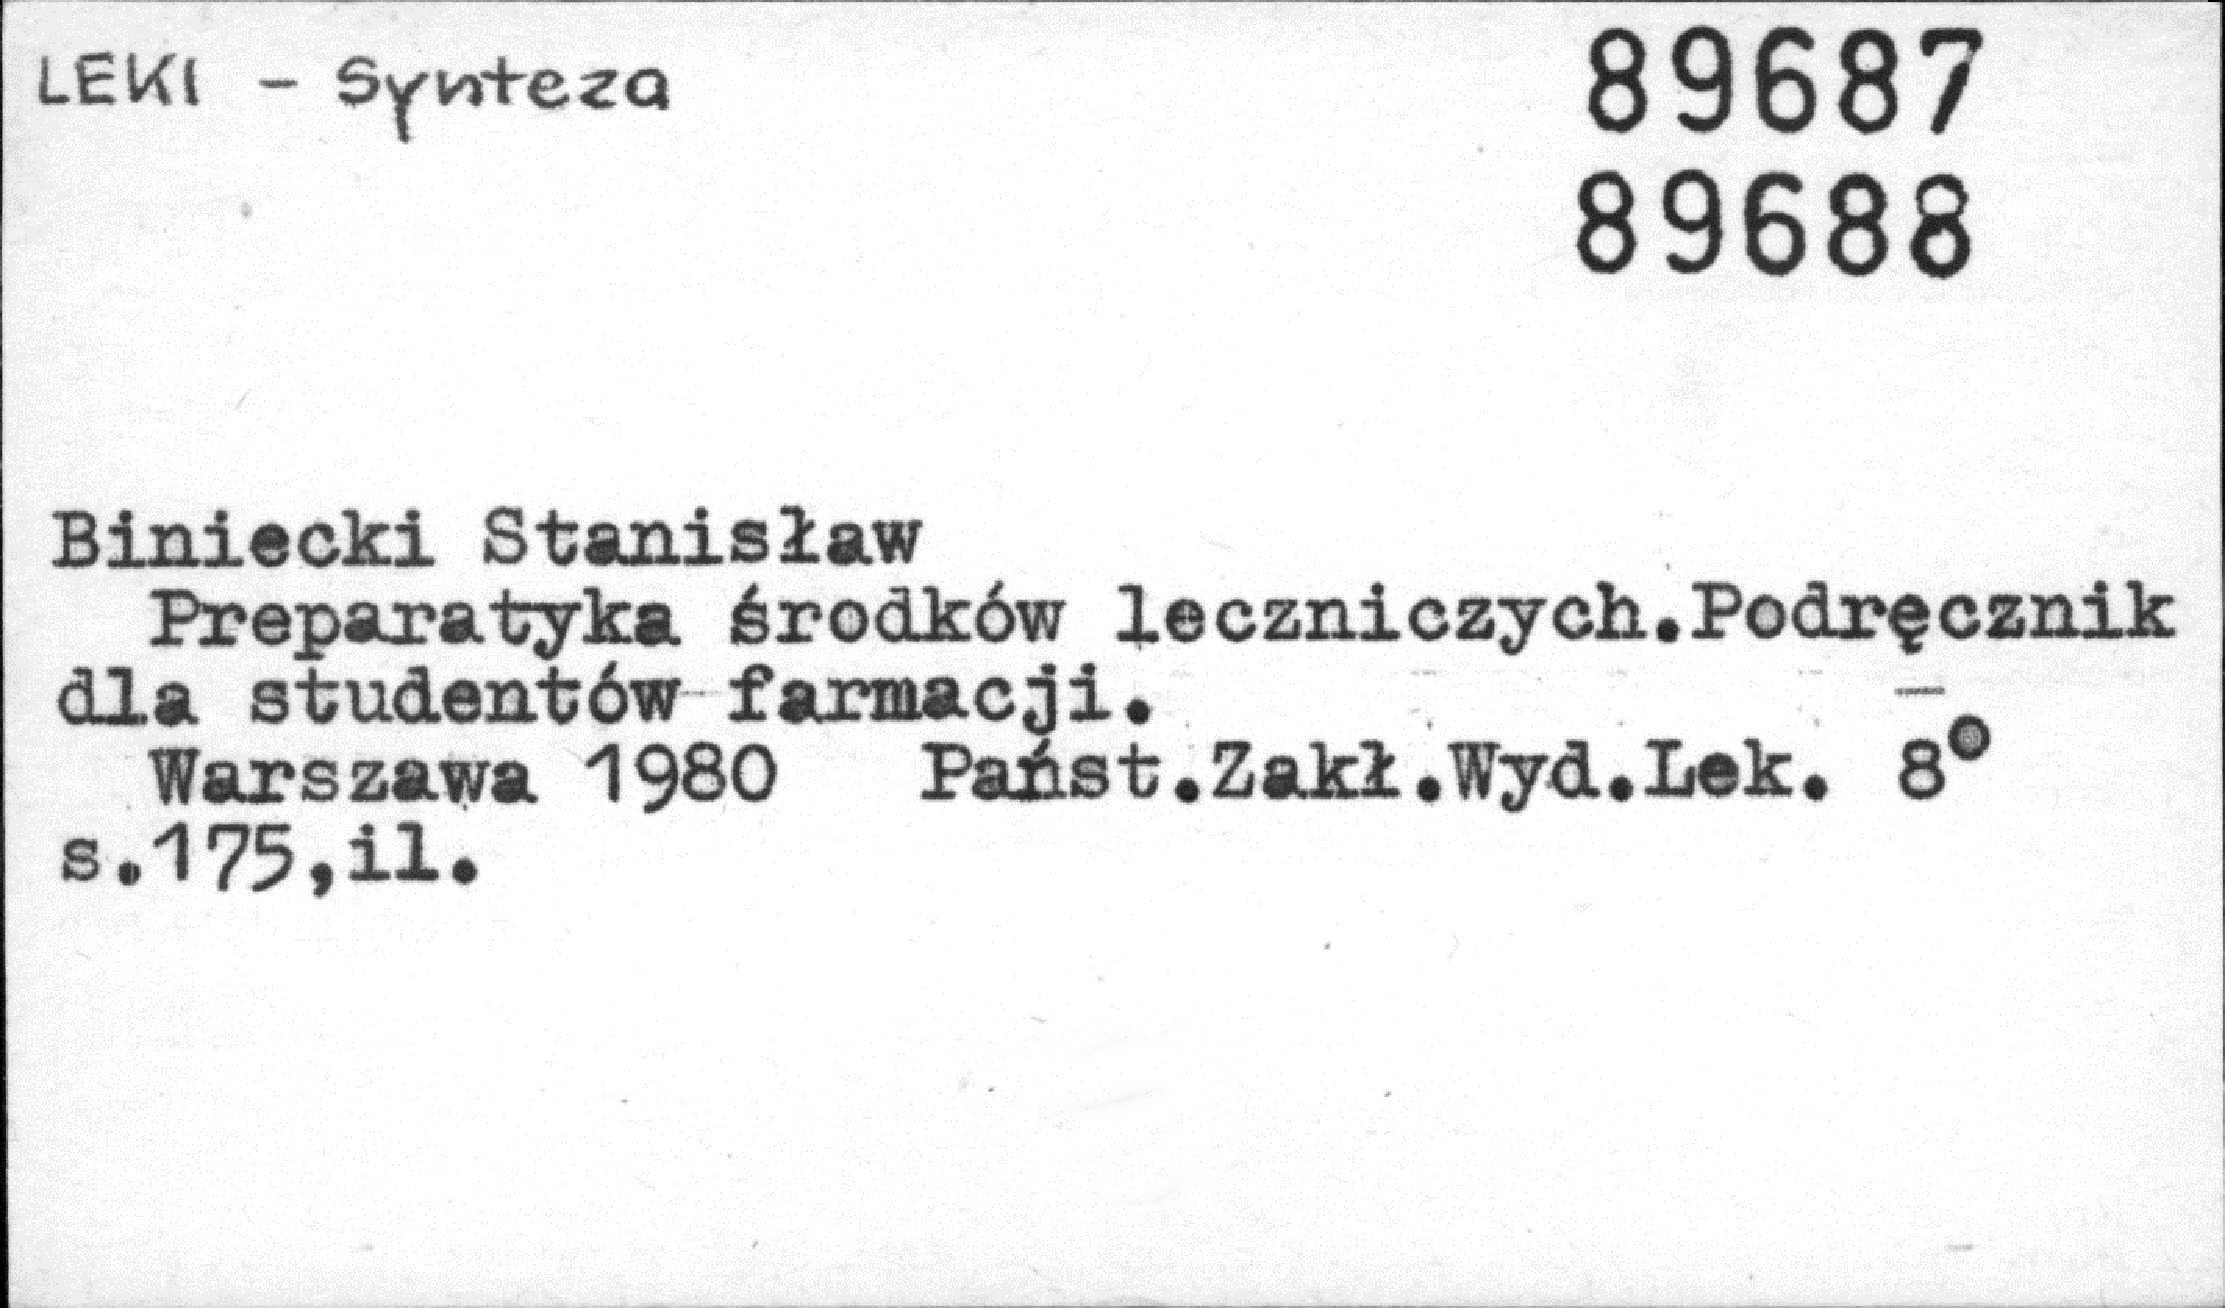 LEKI - Synteza
89687
89688
Biniecki Stanisław
Preparatyka środków leczniczych.Podręcznik
dla studentów farmacji.
Warszawa 1980 Państ.Zakł.Wyd.Lek. 8°
s.175,il.